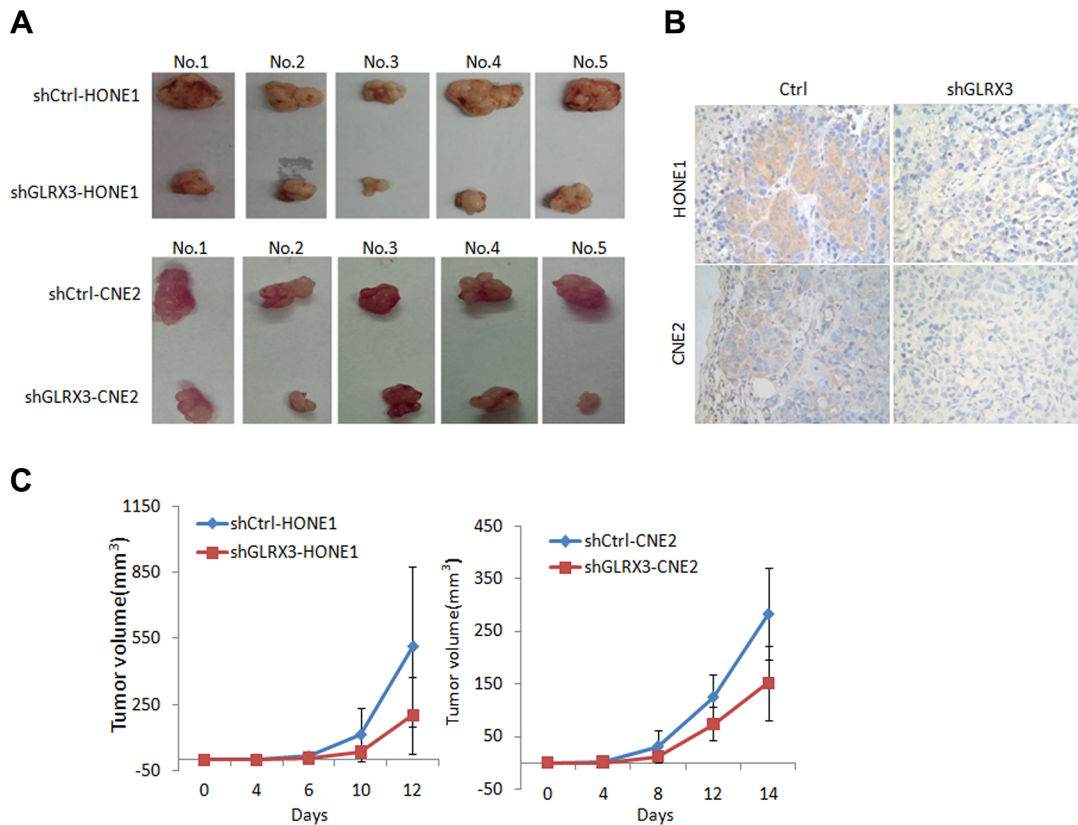 A
No.1 No.2 No.3 No.4 No.5
shCtrl-HONE1
shGLRX3-HONE1
No.1 No.2 No.3 No.4 No.5
shCtrl-CNE2
shGLRX3-CNE2
B
Ctrl shGLRX3
HONE1
CNE2
C
Tumor volume(mm³)
1150
850
550
250
-50
shCtrl-HONE1
shGLRX3-HONE1
0 4 6 10 12
Days
Tumor volume(mm³)
450
350
250
150
50
-50
shCtrl-CNE2
shGLRX3-CNE2
0 4 8 12 14
Days